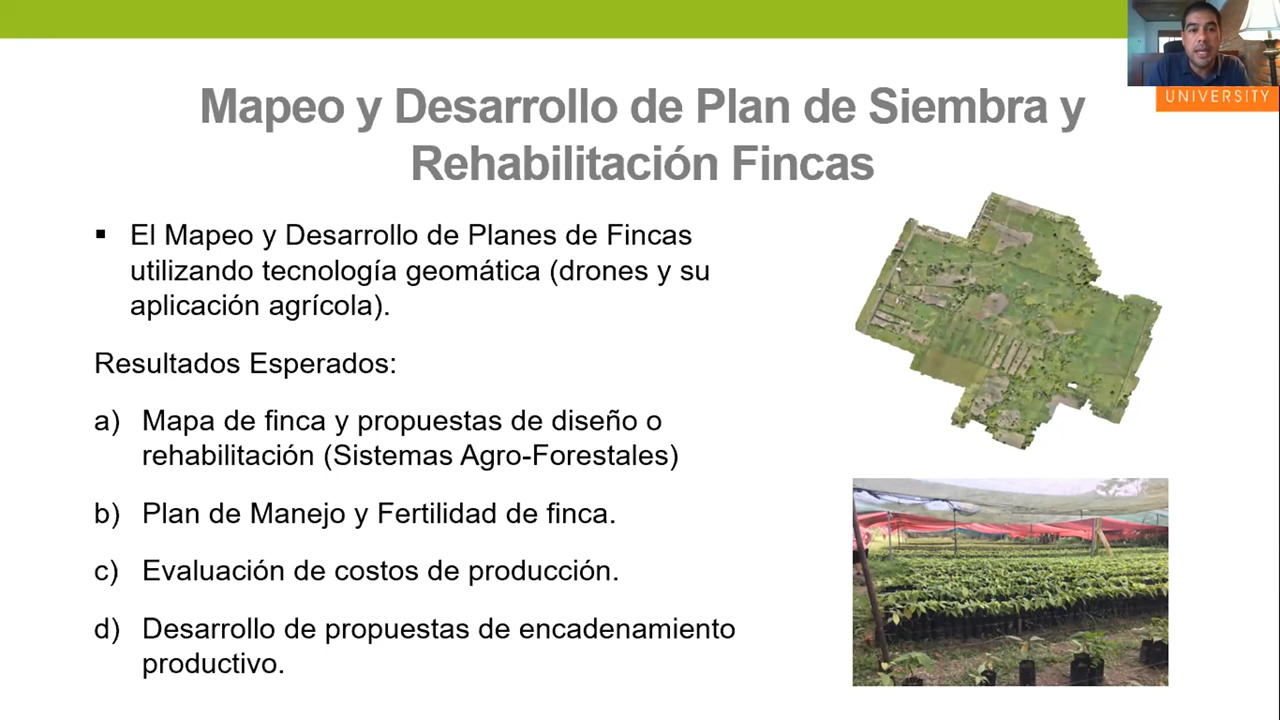 UNIVERSITY
Mapeo y Desarrollo de Plan de Siembra y
Rehabilitación Fincas
▪ El Mapeo y Desarrollo de Planes de Fincas
utilizando tecnología geomática (drones y su
aplicación agrícola).
Resultados Esperados:
a) Mapa de finca y propuestas de diseño o
rehabilitación (Sistemas Agro-Forestales)
b) Plan de Manejo y Fertilidad de finca.
c) Evaluación de costos de producción.
d) Desarrollo de propuestas de encadenamiento
productivo.